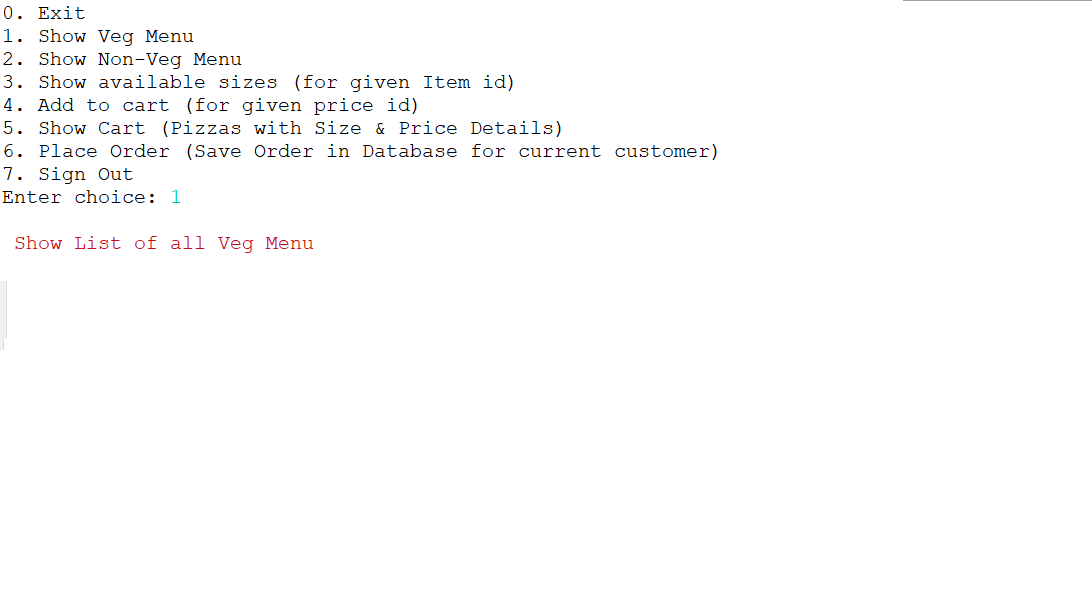 0. Exit
1. Show Veg Menu
2. Show Non-Veg Menu
3. Show available sizes (for given Item id)
4. Add to cart (for given price id)
5. Show Cart (Pizzas with Size & Price Details)
6. Place Order (Save Order in Database for current customer)
7. Sign Out
Enter choice: 1
Show List of all Veg Menu